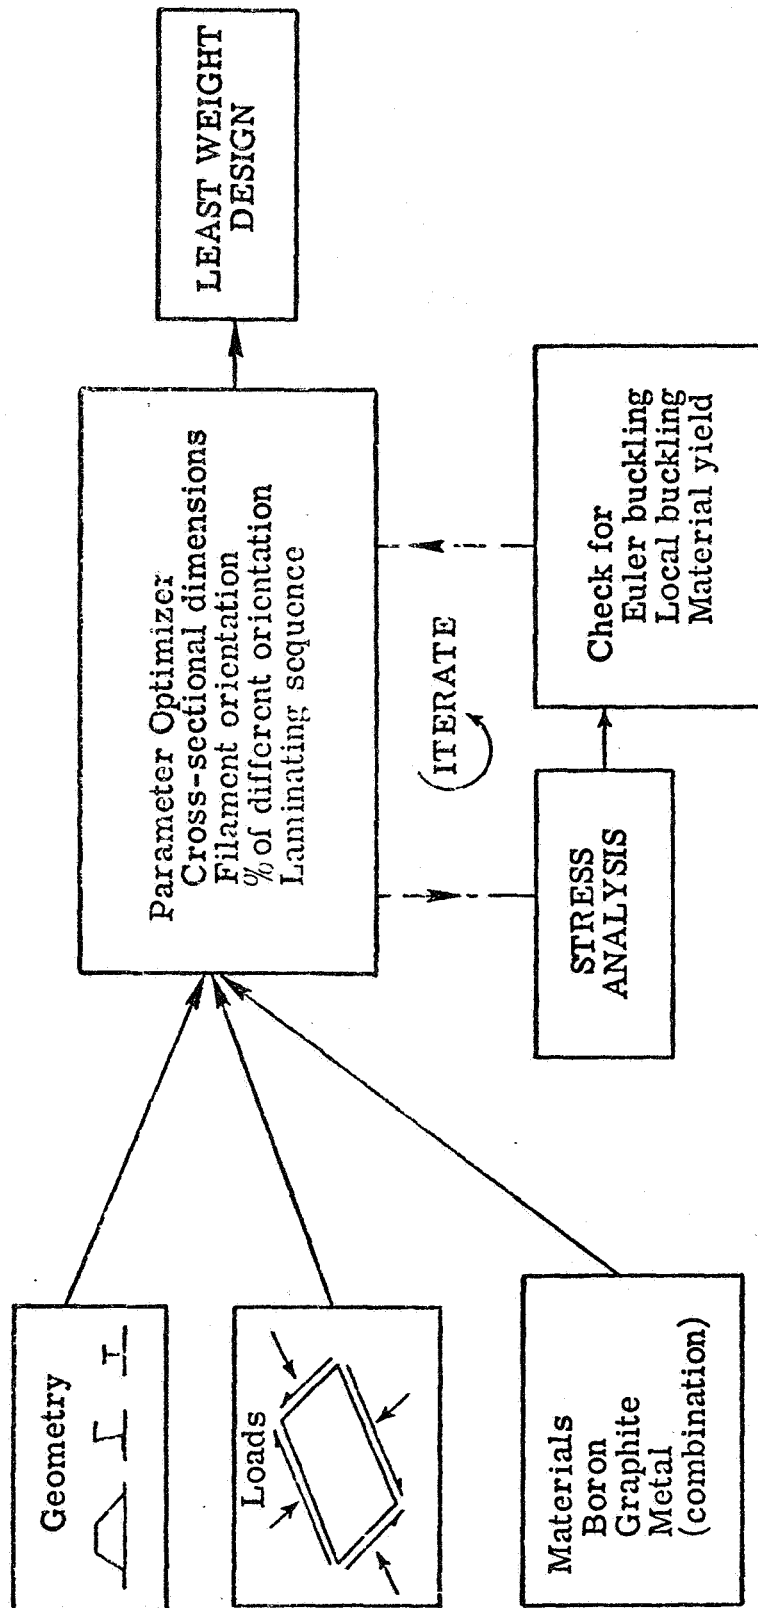 Geometry
Loads
Materials
Boron
Graphite
Metal
(combination)
Parameter Optimizer
Cross-sectional dimensions
Filament orientation
% of different orientation
Laminating sequence
ITERATE
STRESS
ANALYSIS
Check for
Euler buckling
Local buckling
Material yield
LEAST WEIGHT
DESIGN